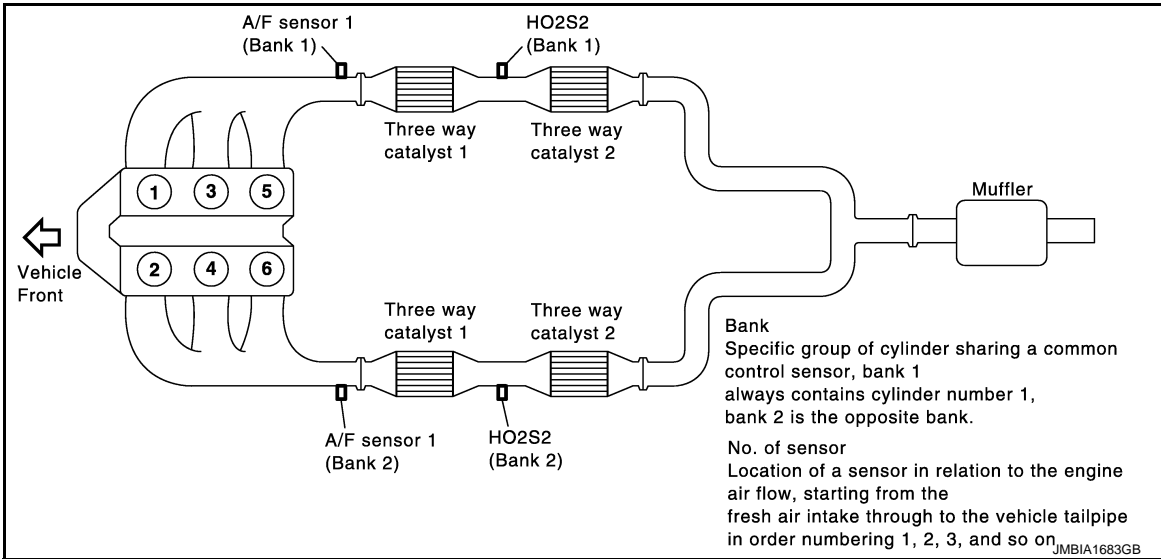 A/F sensor 1
(Bank 1)
HO2S2
(Bank 1)
Three way
catalyst 1
Three way
catalyst 2
1
3
5
Muffler
Vehicle
Front
2
4
6
Three way
catalyst 1
Three way
catalyst 2
A/F sensor 1
(Bank 2)
HO2S2
(Bank 2)
Bank
Specific group of cylinder sharing a common
control sensor, bank 1
always contains cylinder number 1,
bank 2 is the opposite bank.
No. of sensor
Location of a sensor in relation to the engine
air flow, starting from the
fresh air intake through to the vehicle tailpipe
in order numbering 1, 2, 3, and so on
JMBIA1683GB